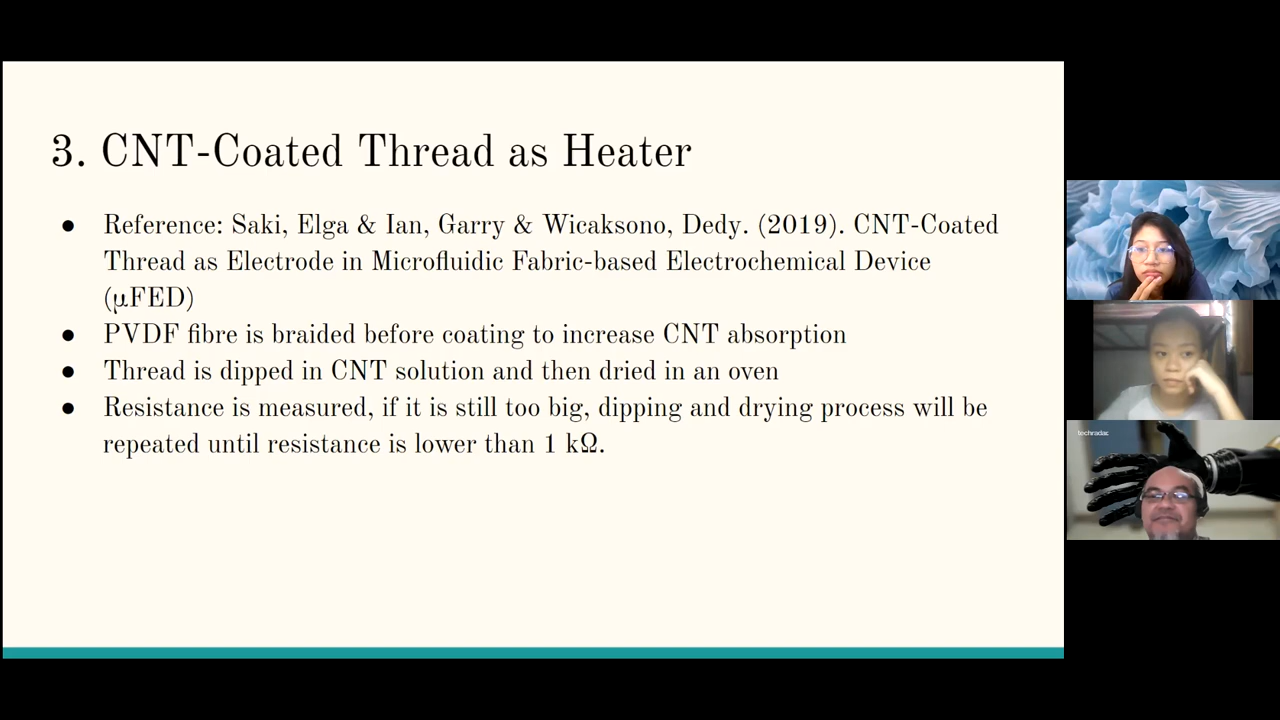 3. CNT-Coated Thread as Heater
● Reference: Saki, Elga & Ian, Garry & Wicaksono, Dedy. (2019). CNT-Coated
Thread as Electrode in Microfluidic Fabric-based Electrochemical Device
(μFED)
● PVDF fibre is braided before coating to increase CNT absorption
● Thread is dipped in CNT solution and then dried in an oven
● Resistance is measured, if it is still too big, dipping and drying process will be
repeated until resistance is lower than 1 kΩ.
techradar